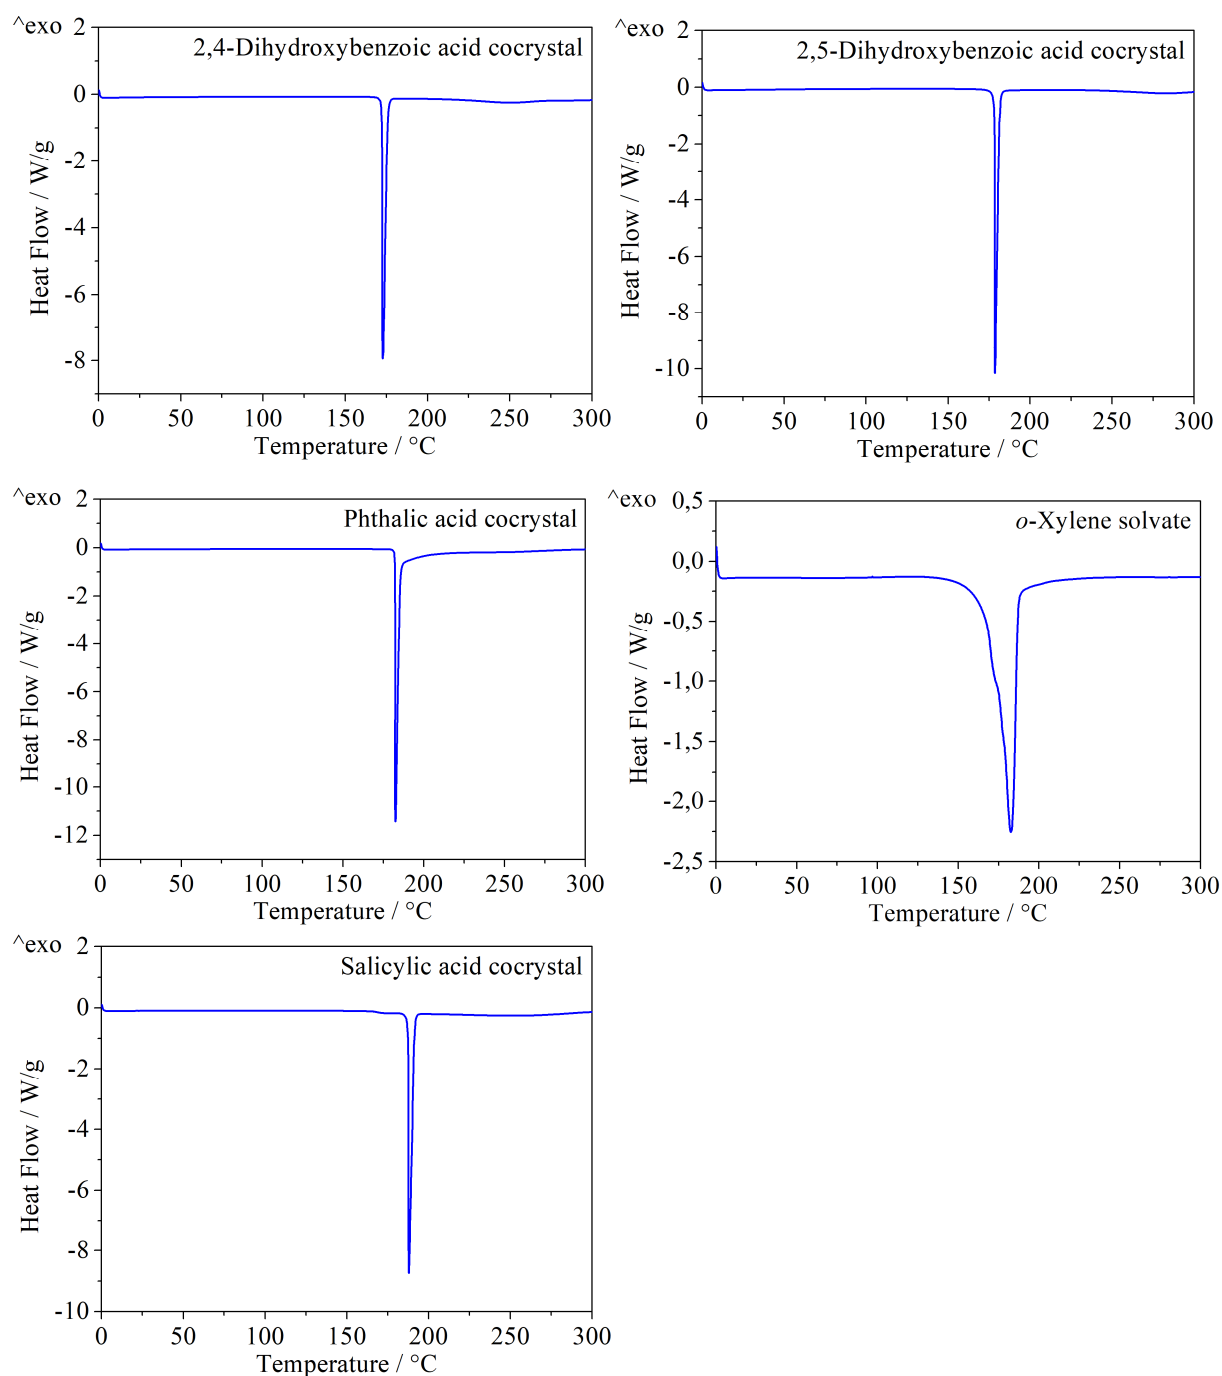 ^exo
2,4-Dihydroxybenzoic acid cocrystal
2
0
-2
-4
-6
-8
Heat Flow / W/g
0 50 100 150 200 250 300
Temperature / °C
^exo
2,5-Dihydroxybenzoic acid cocrystal
2
0
-2
-4
-6
-8
-10
Heat Flow / W/g
0 50 100 150 200 250 300
Temperature / °C
^exo
Phthalic acid cocrystal
2
0
-2
-4
-6
-8
-10
-12
Heat Flow / W/g
0 50 100 150 200 250 300
Temperature / °C
^exo
o-Xylene solvate
0,5
0,0
-0,5
-1,0
-1,5
-2,0
-2,5
Heat Flow / W/g
0 50 100 150 200 250 300
Temperature / °C
^exo
Salicylic acid cocrystal
2
0
-2
-4
-6
-8
-10
Heat Flow / W/g
0 50 100 150 200 250 300
Temperature / °C